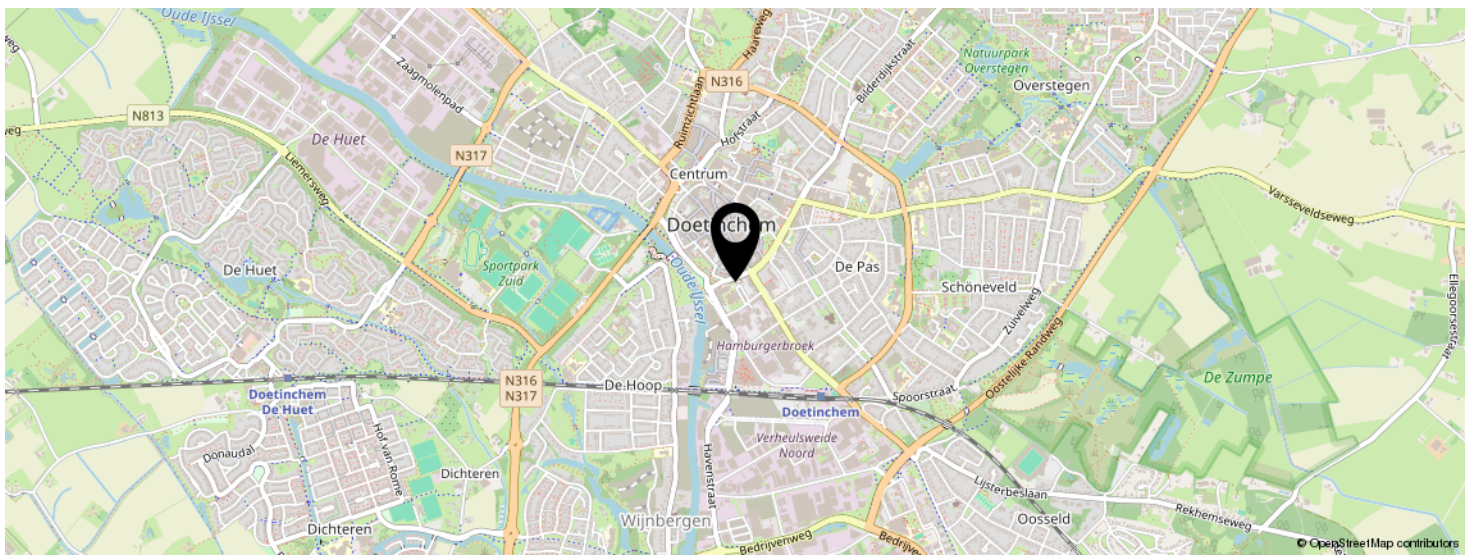 Oude IJssel
Haareweg
N316
Zaagmolenpad
Ruimzichtlaan
Bilderdijkstraat
Natuurpark
Overstegen
Overstegen
N813
weg
De Huet
N317
Hofstraat
Liemersweg
Centrum
Varsseveldseweg
Doetinchem
De Huet
Sportpark
Zuid
Oude IJssel
De Pas
Schöneveld
Zuivelweg
Ellegoorsestraat
Hamburgerbroek
Oostelijke Randweg
De Zumpe
N316
N317
De Hoop
Doetinchem
De Huet
Doetinchem
Spoorstraat
Donaudal
Hof van Rome
Dichteren
Havenstraat
Verheulsweide
Noord
Lijsterbeslaan
Rekhemseweg
Dichteren
Wijnbergen
Oosseld
Bedrijvenweg
Bedrijven
© OpenStreetMap contributors